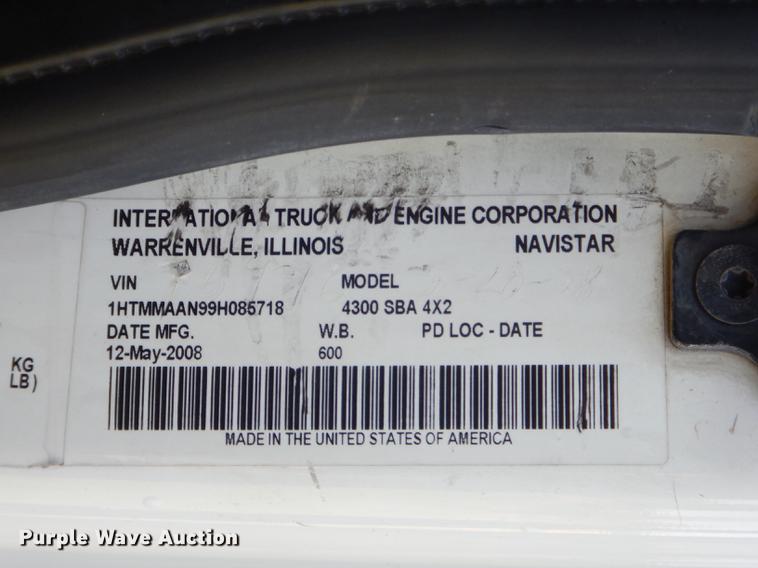 INTERNATIONAL TRUCK AND ENGINE CORPORATION
WARRENVILLE, ILLINOIS NAVISTAR
VIN MODEL
1HTMMAAN99H085718 4300 SBA 4X2
DATE MFG. W.B. PD LOC - DATE
12-May-2008 600
KG
LB)
MADE IN THE UNITED STATES OF AMERICA
Purple Wave Auction